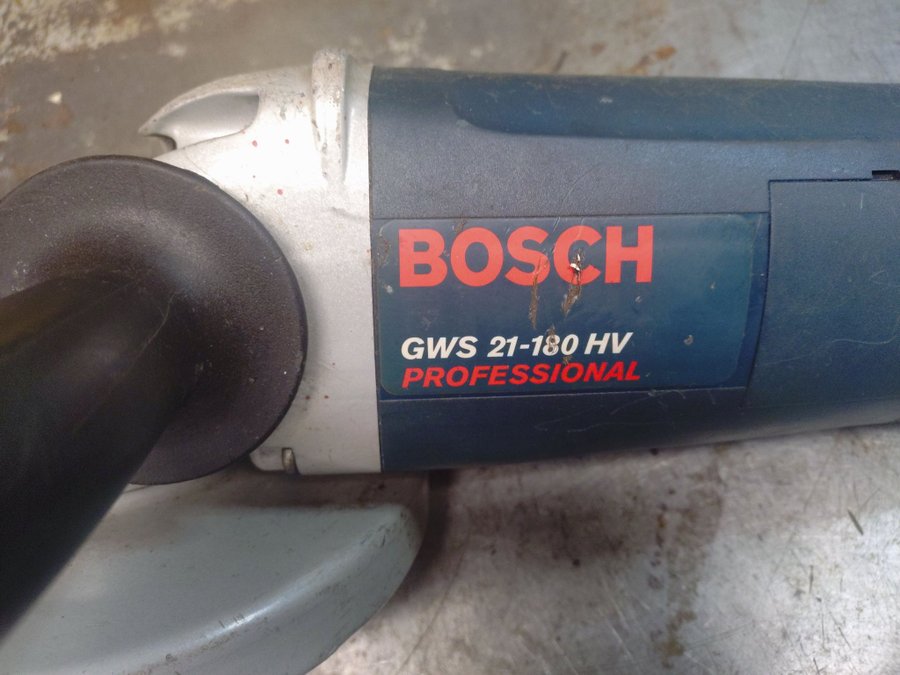 BOSCH
GWS 21-180 HV
PROFESSIONAL